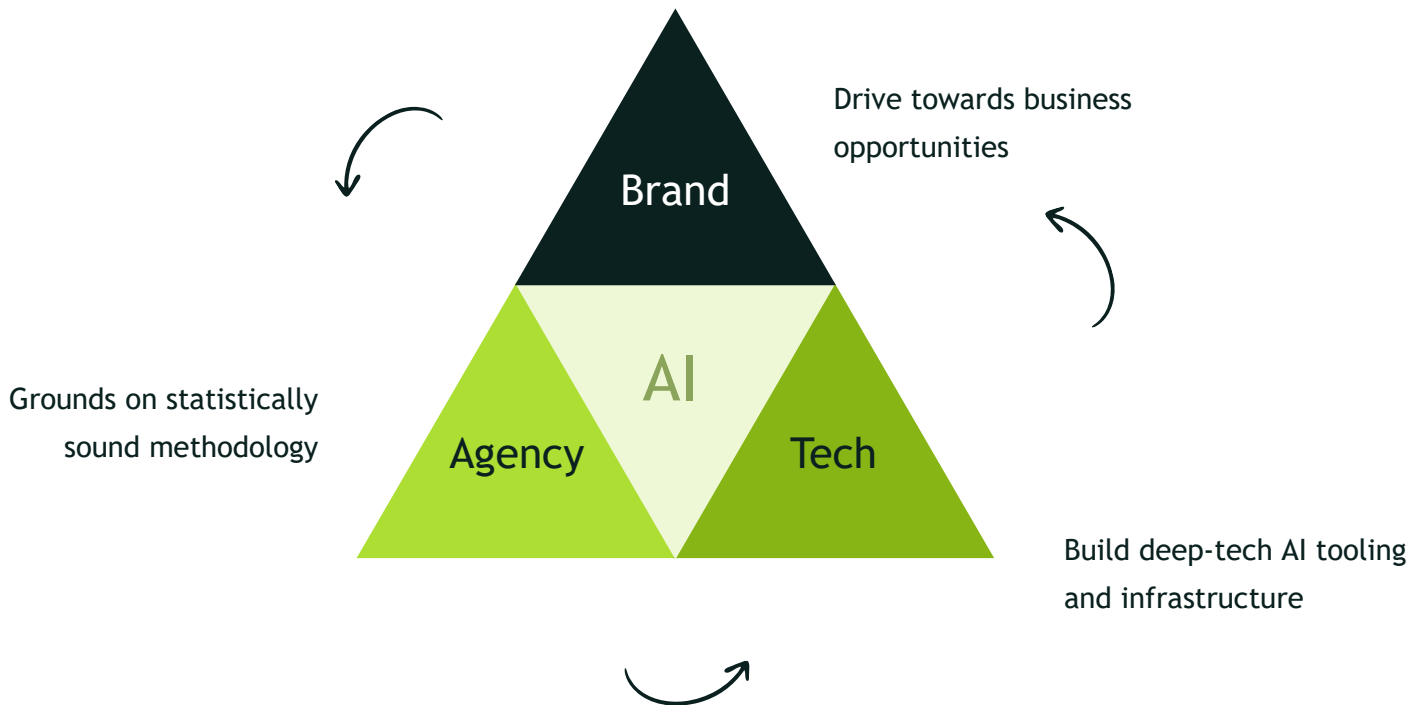 Drive towards business
opportunities
Brand
AI
Grounds on statistically
sound methodology
Agency
Tech
Build deep-tech AI tooling
and infrastructure